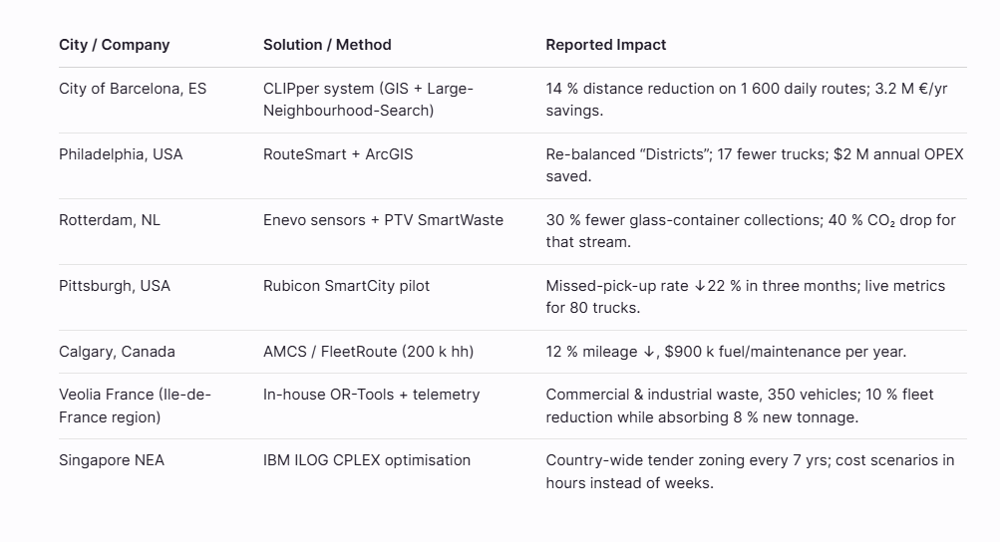 City / Company Solution / Method Reported Impact
City of Barcelona, ES CLIPper system (GIS + Large- 14 % distance reduction on 1 600 daily routes; 3.2 M €/yr
Neighbourhood-Search) savings.
Philadelphia, USA RouteSmart + ArcGIS Re-balanced “Districts”; 17 fewer trucks; $2 M annual OPEX
saved.
Rotterdam, NL Enevo sensors + PTV SmartWaste 30 % fewer glass-container collections; 40 % CO₂ drop for
that stream.
Pittsburgh, USA Rubicon SmartCity pilot Missed-pick-up rate ↓22 % in three months; live metrics
for 80 trucks.
Calgary, Canada AMCS / FleetRoute (200 k hh) 12 % mileage ↓, $900 k fuel/maintenance per year.
Veolia France (Ile-de- In-house OR-Tools + telemetry Commercial & industrial waste, 350 vehicles; 10 % fleet
France region) reduction while absorbing 8 % new tonnage.
Singapore NEA IBM ILOG CPLEX optimisation Country-wide tender zoning every 7 yrs; cost scenarios in
hours instead of weeks.